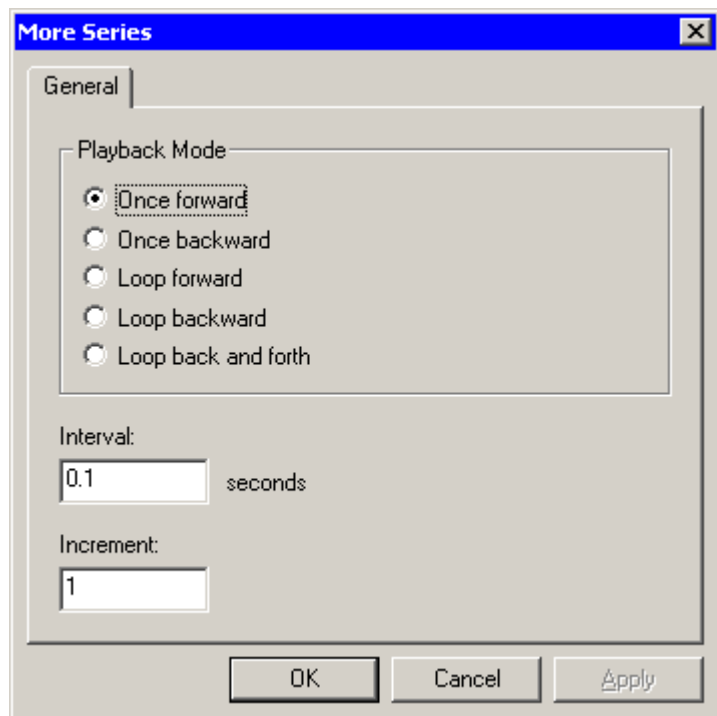 More Series
General
Playback Mode
Once forward
Once backward
Loop forward
Loop backward
Loop back and forth
Interval:
0.1 seconds
Increment:
1
OK Cancel Apply